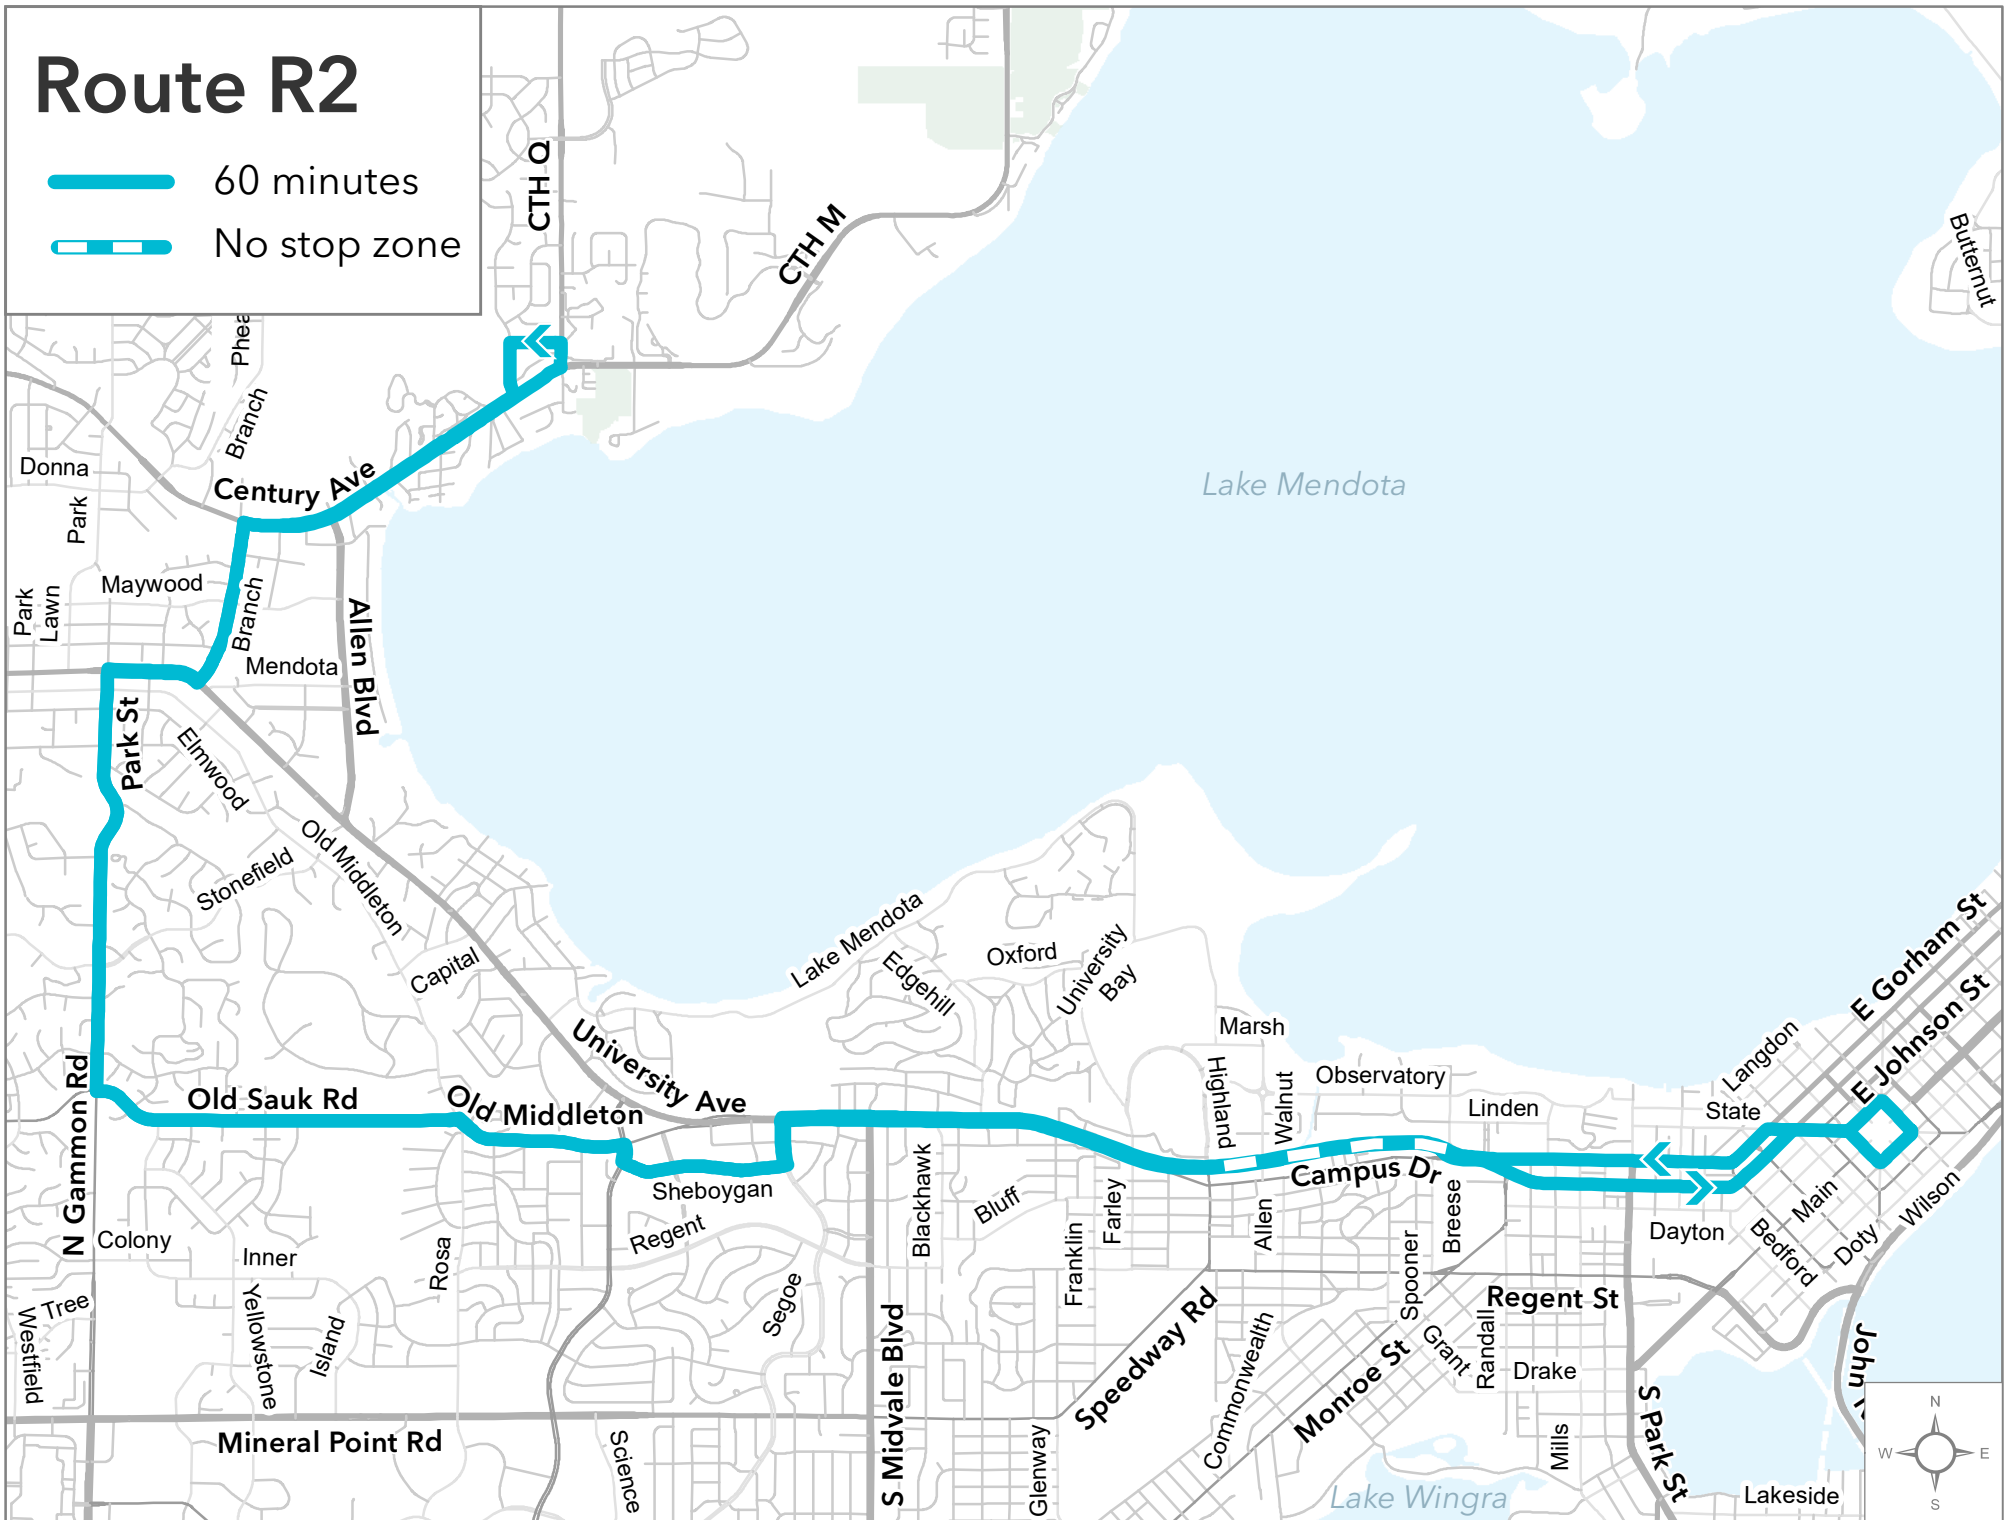 Route R2
60 minutes
No stop zone
CTH Q
CTH M
Butternut
Branch
Donna
Century Ave
Park
Lake Mendota
Maywood
Park
Lawn
Branch
Allen Blvd
Mendota
Park St
Elmwood
Old Middleton
Stonefield
Capital
Lake Mendota
Edgehill
Oxford
University
Bay
E Gorham St
E Johnson St
University Ave
Marsh
Highland
Walnut
Observatory
Linden
Langdon
State
N Gammon Rd
Old Sauk Rd
Old Middleton
Sheboygan
Campus Dr
Blackhawk
Bluff
Farley
Franklin
Allen
Breese
Spooner
Dayton
Main
Bedford
Doty
Wilson
Colony
Inner
Rosa
Regent
Segoe
Tree
Westfield
Yellowstone
Island
S Midvale Blvd
Speedway Rd
Commonwealth
Monroe St
Grant
Randall
Regent St
Drake
Mills
S Park St
John
Mineral Point Rd
Science
Glenway
Lake Wingra
Lakeside
N
W
E
S